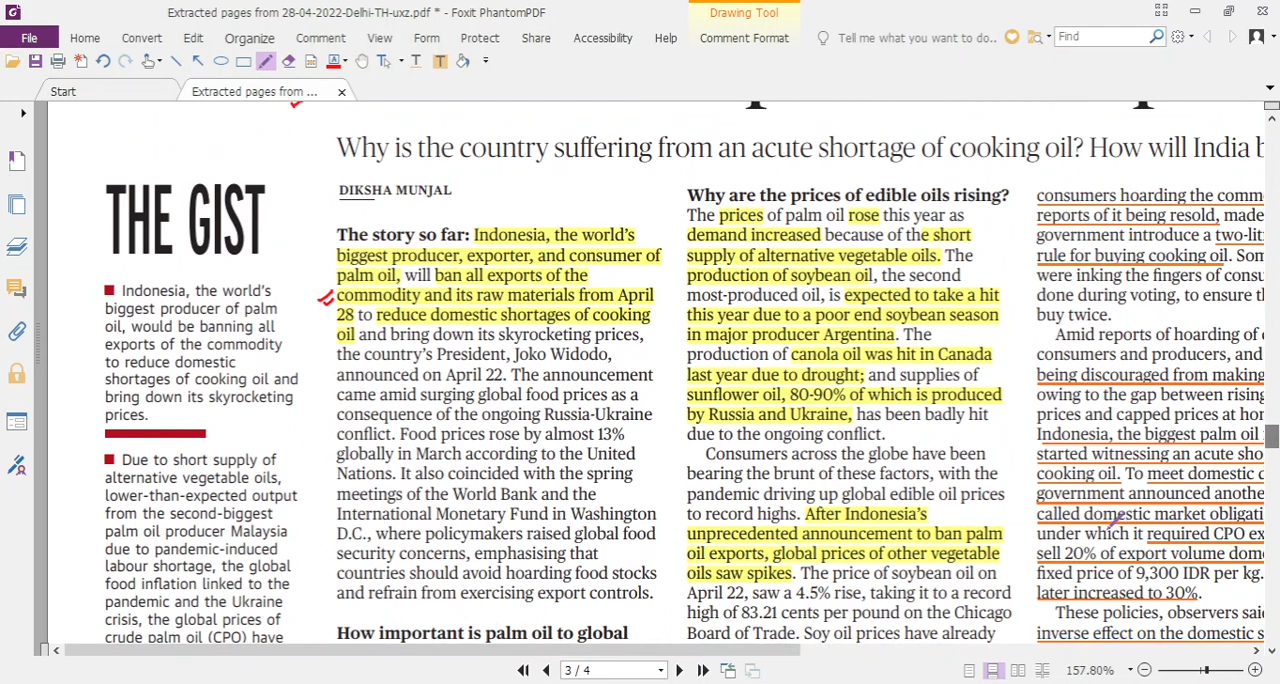 Extracted pages from 28-04-2022-Delhi-TH-uxz.pdf * - Foxit PhantomPDF
Drawing Tool
File Home Convert Edit Organize Comment View Form Protect Share Accessibility Help Comment Format Tell me what you want to do.. Find
Start
Extracted pages from ...
Why is the country suffering from an acute shortage of cooking oil? How will India b
THE GIST
Indonesia, the world's
biggest producer of palm
oil, would be banning all
exports of the commodity
to reduce domestic
shortages of cooking oil and
bring down its skyrocketing
prices.
Due to short supply of
alternative vegetable oils,
lower-than-expected output
from the second-biggest
palm oil producer Malaysia
due to pandemic-induced
labour shortage, the global
food inflation linked to the
pandemic and the Ukraine
crisis, the global prices of
crude palm oil (CPO) have
DIKSHA MUNJAL
The story so far: Indonesia, the world's
biggest producer, exporter, and consumer of
palm oil, will ban all exports of the
commodity and its raw materials from April
28 to reduce domestic shortages of cooking
oil and bring down its skyrocketing prices,
the country's President, Joko Widodo,
announced on April 22. The announcement
came amid surging global food prices as a
consequence of the ongoing Russia-Ukraine
conflict. Food prices rose by almost 13%
globally in March according to the United
Nations. It also coincided with the spring
meetings of the World Bank and the
International Monetary Fund in Washington
D.C., where policymakers raised global food
security concerns, emphasising that
countries should avoid hoarding food stocks
and refrain from exercising export controls.
How important is palm oil to global
Why are the prices of edible oils rising?
The prices of palm oil rose this year as
demand increased because of the short
supply of alternative vegetable oils. The
production of soybean oil, the second
most-produced oil, is expected to take a hit
this year due to a poor end soybean season
in major producer Argentina. The
production of canola oil was hit in Canada
last year due to drought; and supplies of
sunflower oil, 80-90% of which is produced
by Russia and Ukraine, has been badly hit
due to the ongoing conflict.
Consumers across the globe have been
bearing the brunt of these factors, with the
pandemic driving up global edible oil prices
to record highs. After Indonesia's
unprecedented announcement to ban palm
oil exports, global prices of other vegetable
oils saw spikes. The price of soybean oil on
April 22, saw a 4.5% rise, taking it to a record
high of 83.21 cents per pound on the Chicago
Board of Trade. Soy oil prices have already
consumers hoarding the comm
reports of it being resold, made
government introduce a two-lit
rule for buying cooking oil. Som
were inking the fingers of consu
done during voting, to ensure th
buy twice.
Amid reports of hoarding of
consumers and producers, and
being discouraged from making
owing to the gap between rising
prices and capped prices at hom
Indonesia, the biggest palm oil
started witnessing an acute sho
cooking oil. To meet domestic d
government announced anothe
called domestic market obligati
under which it required CPO ex
sell 20% of export volume dome
fixed price of 9,300 IDR per kg.
later increased to 30%.
These policies, observers said
inverse effect on the domestic s
3 / 4
157.80%